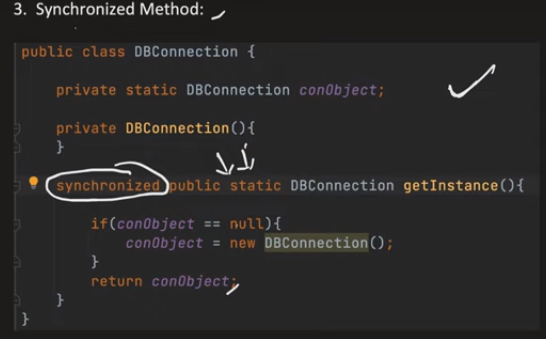 3. Synchronized Method:
public class DBConnection {
private static DBConnection conObject;
private DBConnection(){
}
synchronized public static DBConnection getInstance(){
if(conObject == null){
conObject = new DBConnection();
}
return conObject;
}
}